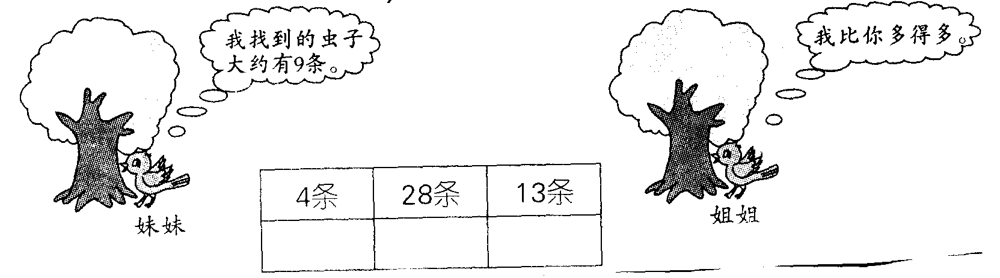 我找到的虫子
大约有9条。
我比你多得多。
4条 28条 13条
妹妹
姐姐